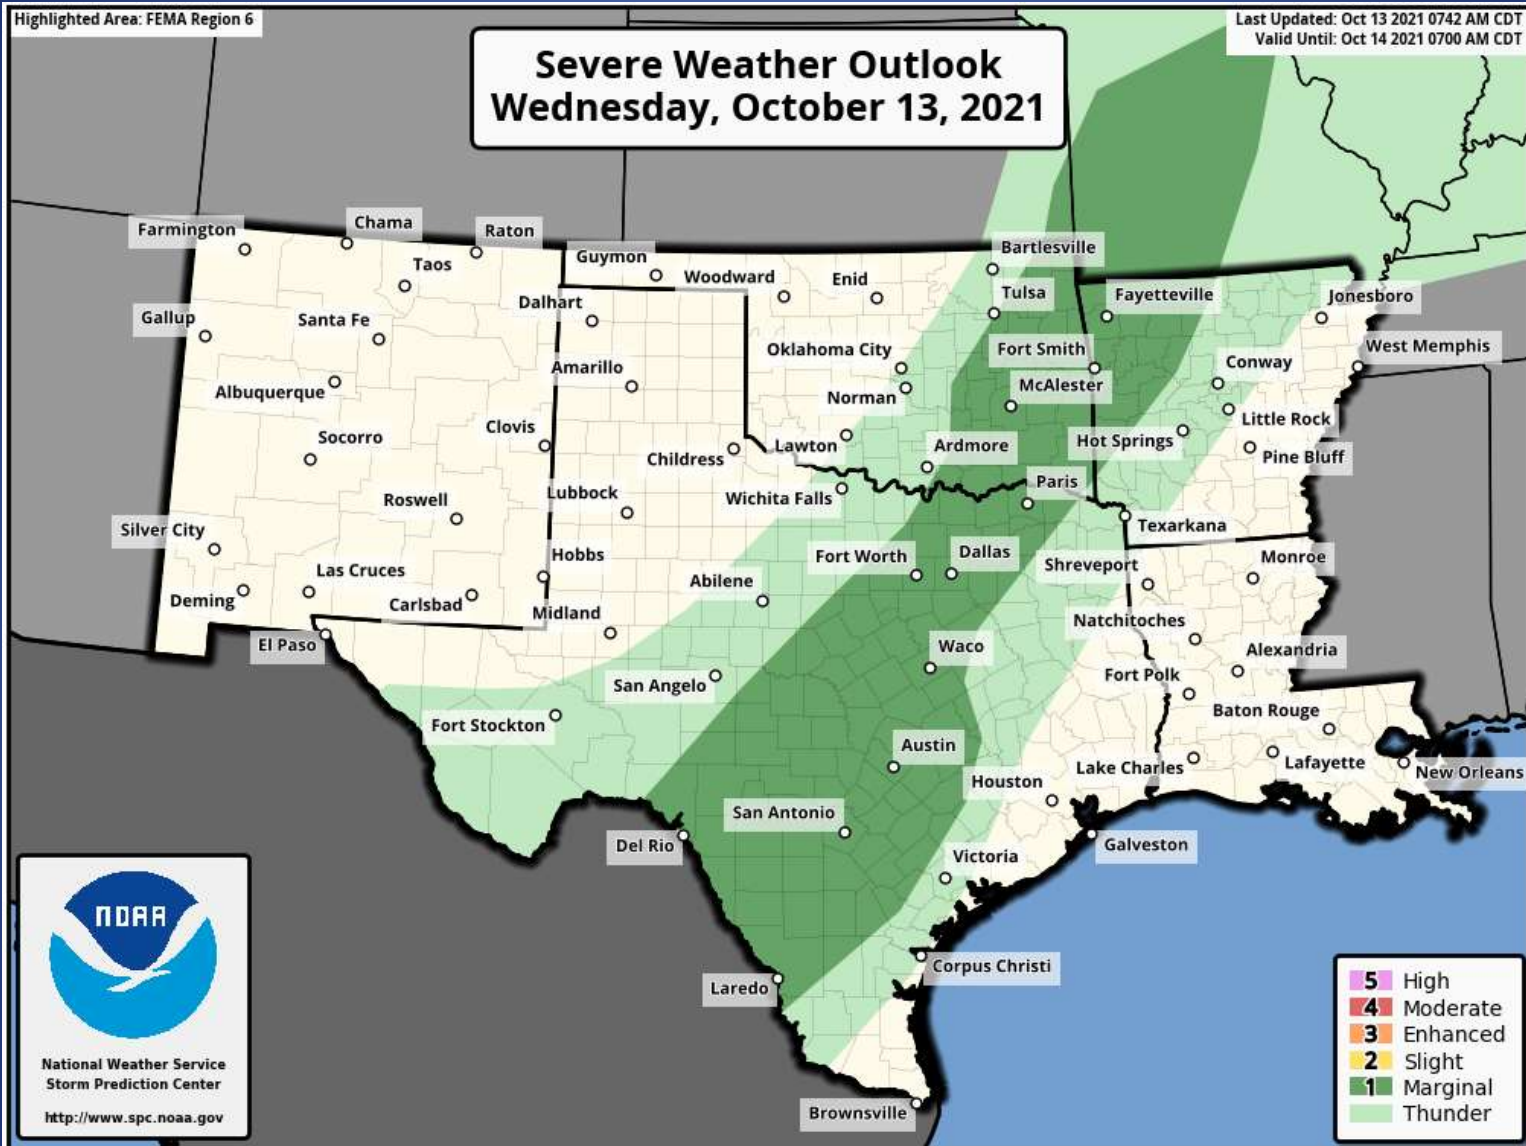 Highlighted Area: FEMA Region 6
Last Updated: Oct 13 2021 0742 AM CDT
Valid Until: Oct 14 2021 0700 AM CDT
Severe Weather Outlook
Wednesday, October 13, 2021
Farmington
Chama
Raton
Taos
Guymon
Woodward
Enid
Bartlesville
Tulsa
Fayetteville
Jonesboro
Gallup
Santa Fe
Dalhart
Oklahoma City
Fort Smith
Conway
West Memphis
Albuquerque
Amarillo
Norman
McAlester
Little Rock
Socorro
Clovis
Childress
Lawton
Ardmore
Hot Springs
Pine Bluff
Roswell
Lubbock
Wichita Falls
Paris
Texarkana
Silver City
Las Cruces
Hobbs
Fort Worth
Dallas
Shreveport
Monroe
Deming
Carlsbad
Midland
Abilene
Natchitoches
El Paso
San Angelo
Waco
Fort Polk
Alexandria
Fort Stockton
Austin
Baton Rouge
Houston
Lake Charles
Lafayette
New Orleans
Del Rio
San Antonio
Victoria
Galveston
Laredo
Corpus Christi
Brownsville
NOAA
National Weather Service
Storm Prediction Center
http://www.spc.noaa.gov
5 High
4 Moderate
3 Enhanced
2 Slight
1 Marginal
Thunder